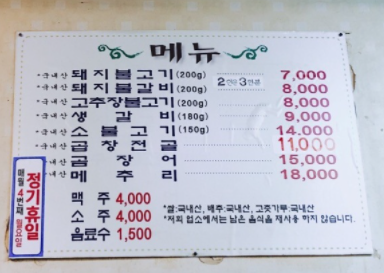 메뉴
·국내산 돼지불고기(200g) 7,000
·국내산 돼지불갈비(200g) 2인분 3인분 8,000
·국내산 고추장불고기(200g) 8,000
·국내산 생갈비(180g) 9,000
·국내산 소불고기(150g) 14,000
·국내산 곱창전골 11,000
국내산 곰장어 15,000
국내산 메추리 18,000
맥주 4,000
소주 4,000
음료수 1,500
*쌀:국내산, 배추:국내산, 고춧가루:국내산
*저희 업소에서는 남은 음식을 재사용 하지 않습니다.
정기휴일
매월 4번째